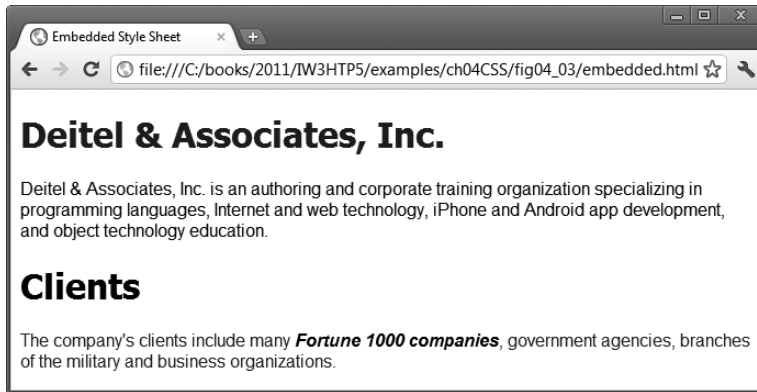 Embedded Style Sheet
file:///C:/books/2011/IW3HTP5/examples/ch04CSS/fig04_03/embedded.html
Deitel & Associates, Inc.
Deitel & Associates, Inc. is an authoring and corporate training organization specializing in
programming languages, Internet and web technology, iPhone and Android app development,
and object technology education.
Clients
The company's clients include many Fortune 1000 companies, government agencies, branches
of the military and business organizations.